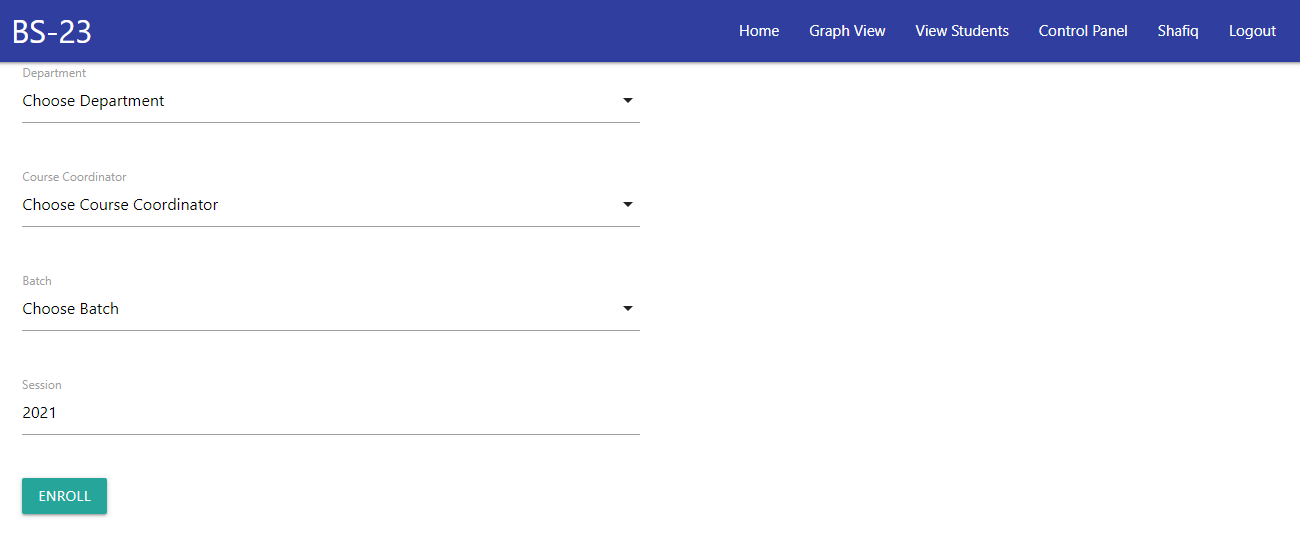 BS-23 Home Graph View View Students Control Panel Shafiq Logout
Department
Choose Department
Course Coordinator
Choose Course Coordinator
Batch
Choose Batch
Session
2021
ENROLL